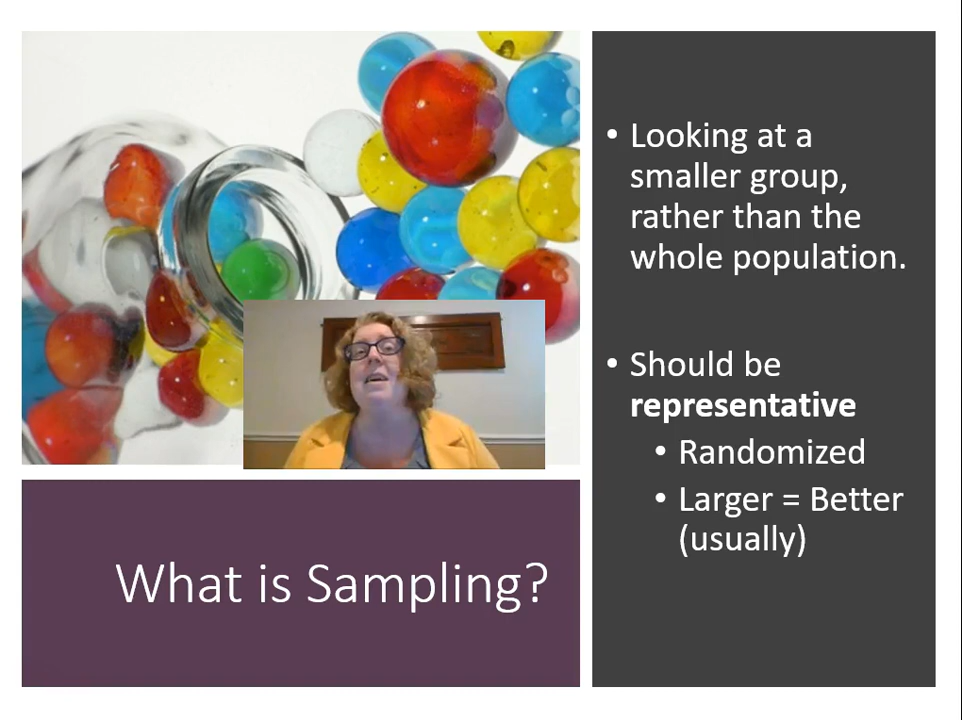 • Looking at a
smaller group,
rather than the
whole population.
• Should be
representative
• Randomized
• Larger = Better
(usually)
What is Sampling?